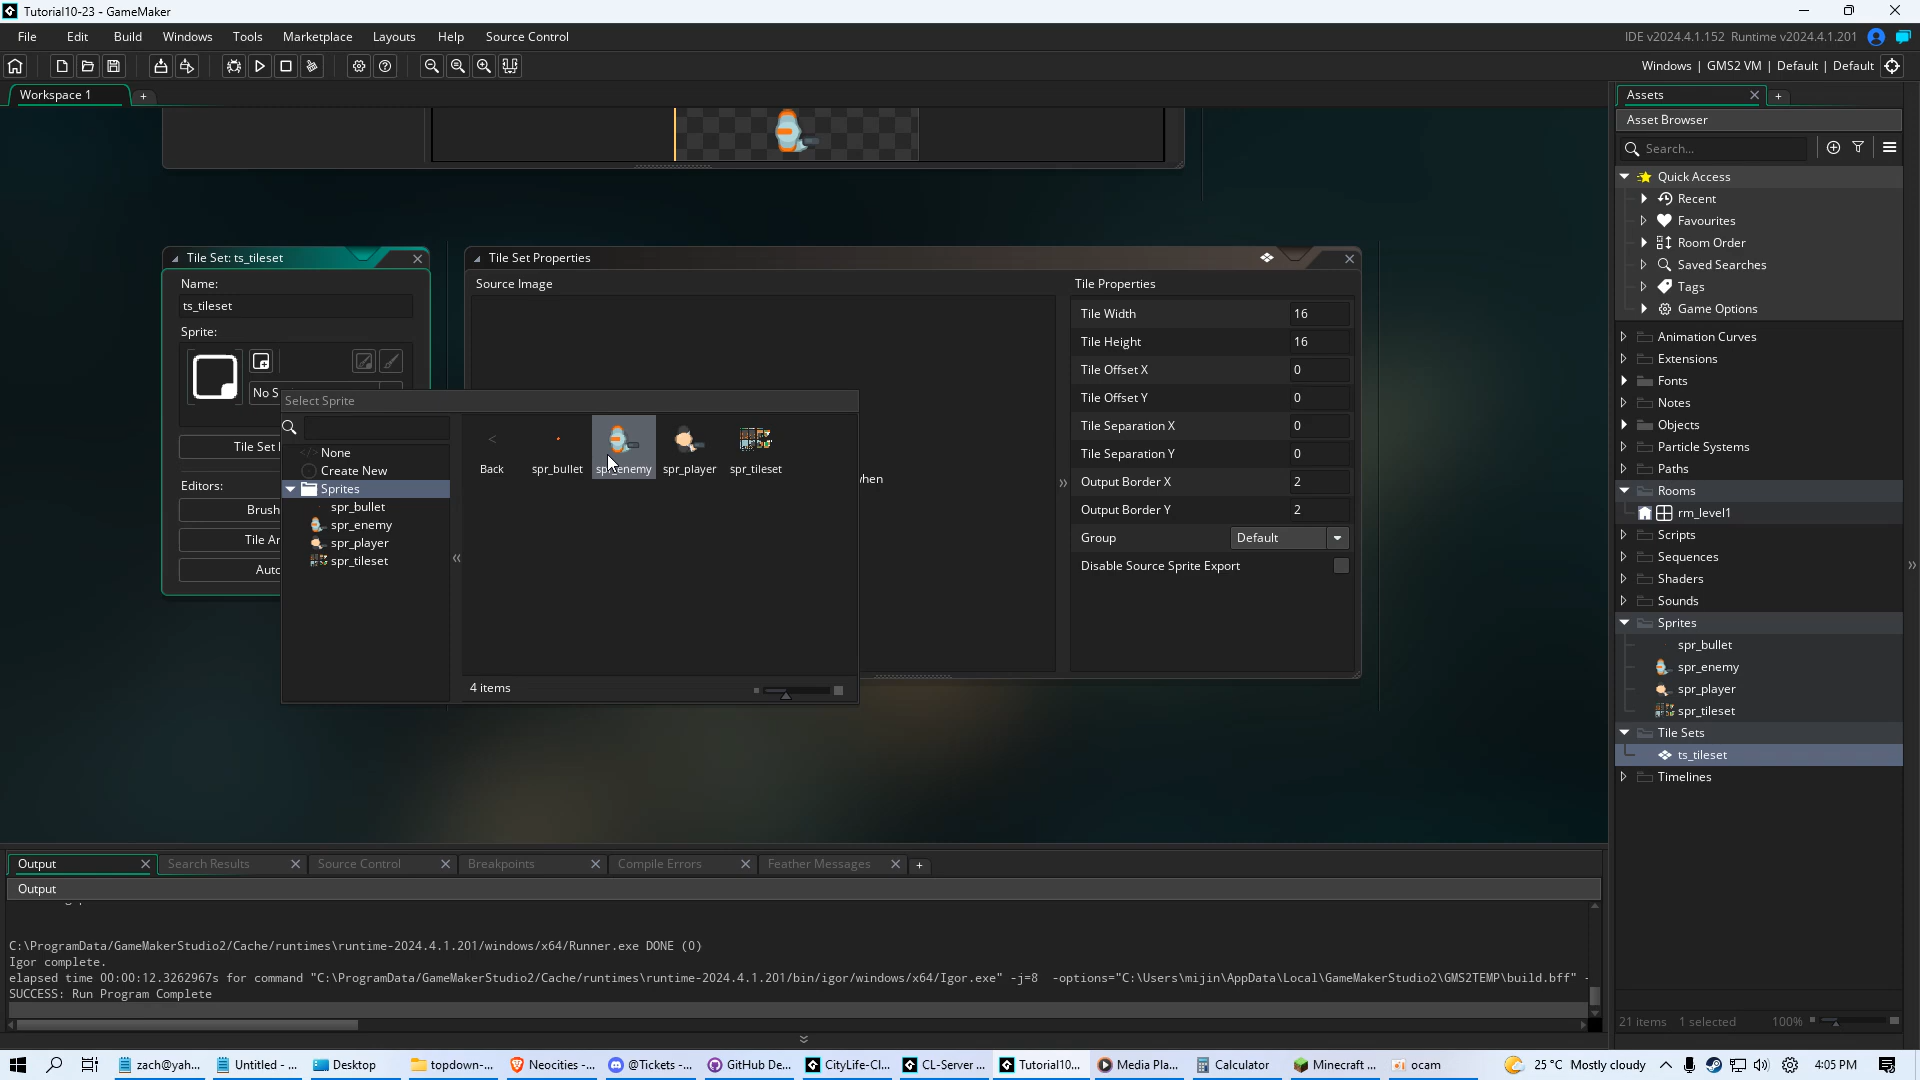 Tutorial10-23 - GameMaker
File Edit Build Windows Tools Marketplace Layouts Help Source Control
IDE v2024.4.1.152 Runtime v2024.4.1.201
Windows | GMS2 VM | Default | Default
Workspace 1
Tile Set: ts_tileset
Name:
ts_tileset
Sprite:
No S
Tile Set
Editors:
Brush
Tile
Auto
Select Sprite
None
Create New
Sprites
spr_bullet
spr_enemy
spr_player
spr_tileset
< Back
spr_bullet
spr_enemy
spr_player
spr_tileset
4 items
Tile Set Properties
Source Image
when
Tile Properties
Tile Width 16
Tile Height 16
Tile Offset X 0
Tile Offset Y 0
Tile Separation X 0
Tile Separation Y 0
Output Border X 2
Output Border Y 2
Group Default
Disable Source Sprite Export
Assets
Asset Browser
Search...
Quick Access
Recent
Favourites
Room Order
Saved Searches
Tags
Game Options
Animation Curves
Extensions
Fonts
Notes
Objects
Particle Systems
Paths
Rooms
rm_level1
Scripts
Sequences
Shaders
Sounds
Sprites
spr_bullet
spr_enemy
spr_player
spr_tileset
Tile Sets
ts_tileset
Timelines
21 items 1 selected 100%
Output Search Results Source Control Breakpoints Compile Errors Feather Messages
Output
C:\ProgramData/GameMakerStudio2/Cache/runtimes\runtime-2024.4.1.201/windows/x64/Runner.exe DONE (0)
Igor complete.
elapsed time 00:00:12.3262967s for command "C:\ProgramData/GameMakerStudio2/Cache/runtimes\runtime-2024.4.1.201/bin/igor/windows/x64/Igor.exe" -j=8 -options="C:\Users\mijin\AppData\Local\GameMakerStudio2\GMS2TEMP\build.bff" -
SUCCESS: Run Program Complete
zach@yah... Untitled - ... Desktop topdown-... Neocities -... @Tickets -... GitHub De... CityLife-Cl... CL-Server ... Tutorial10... Media Pla... Calculator Minecraft ... ocam 25 °C Mostly cloudy 4:05 PM